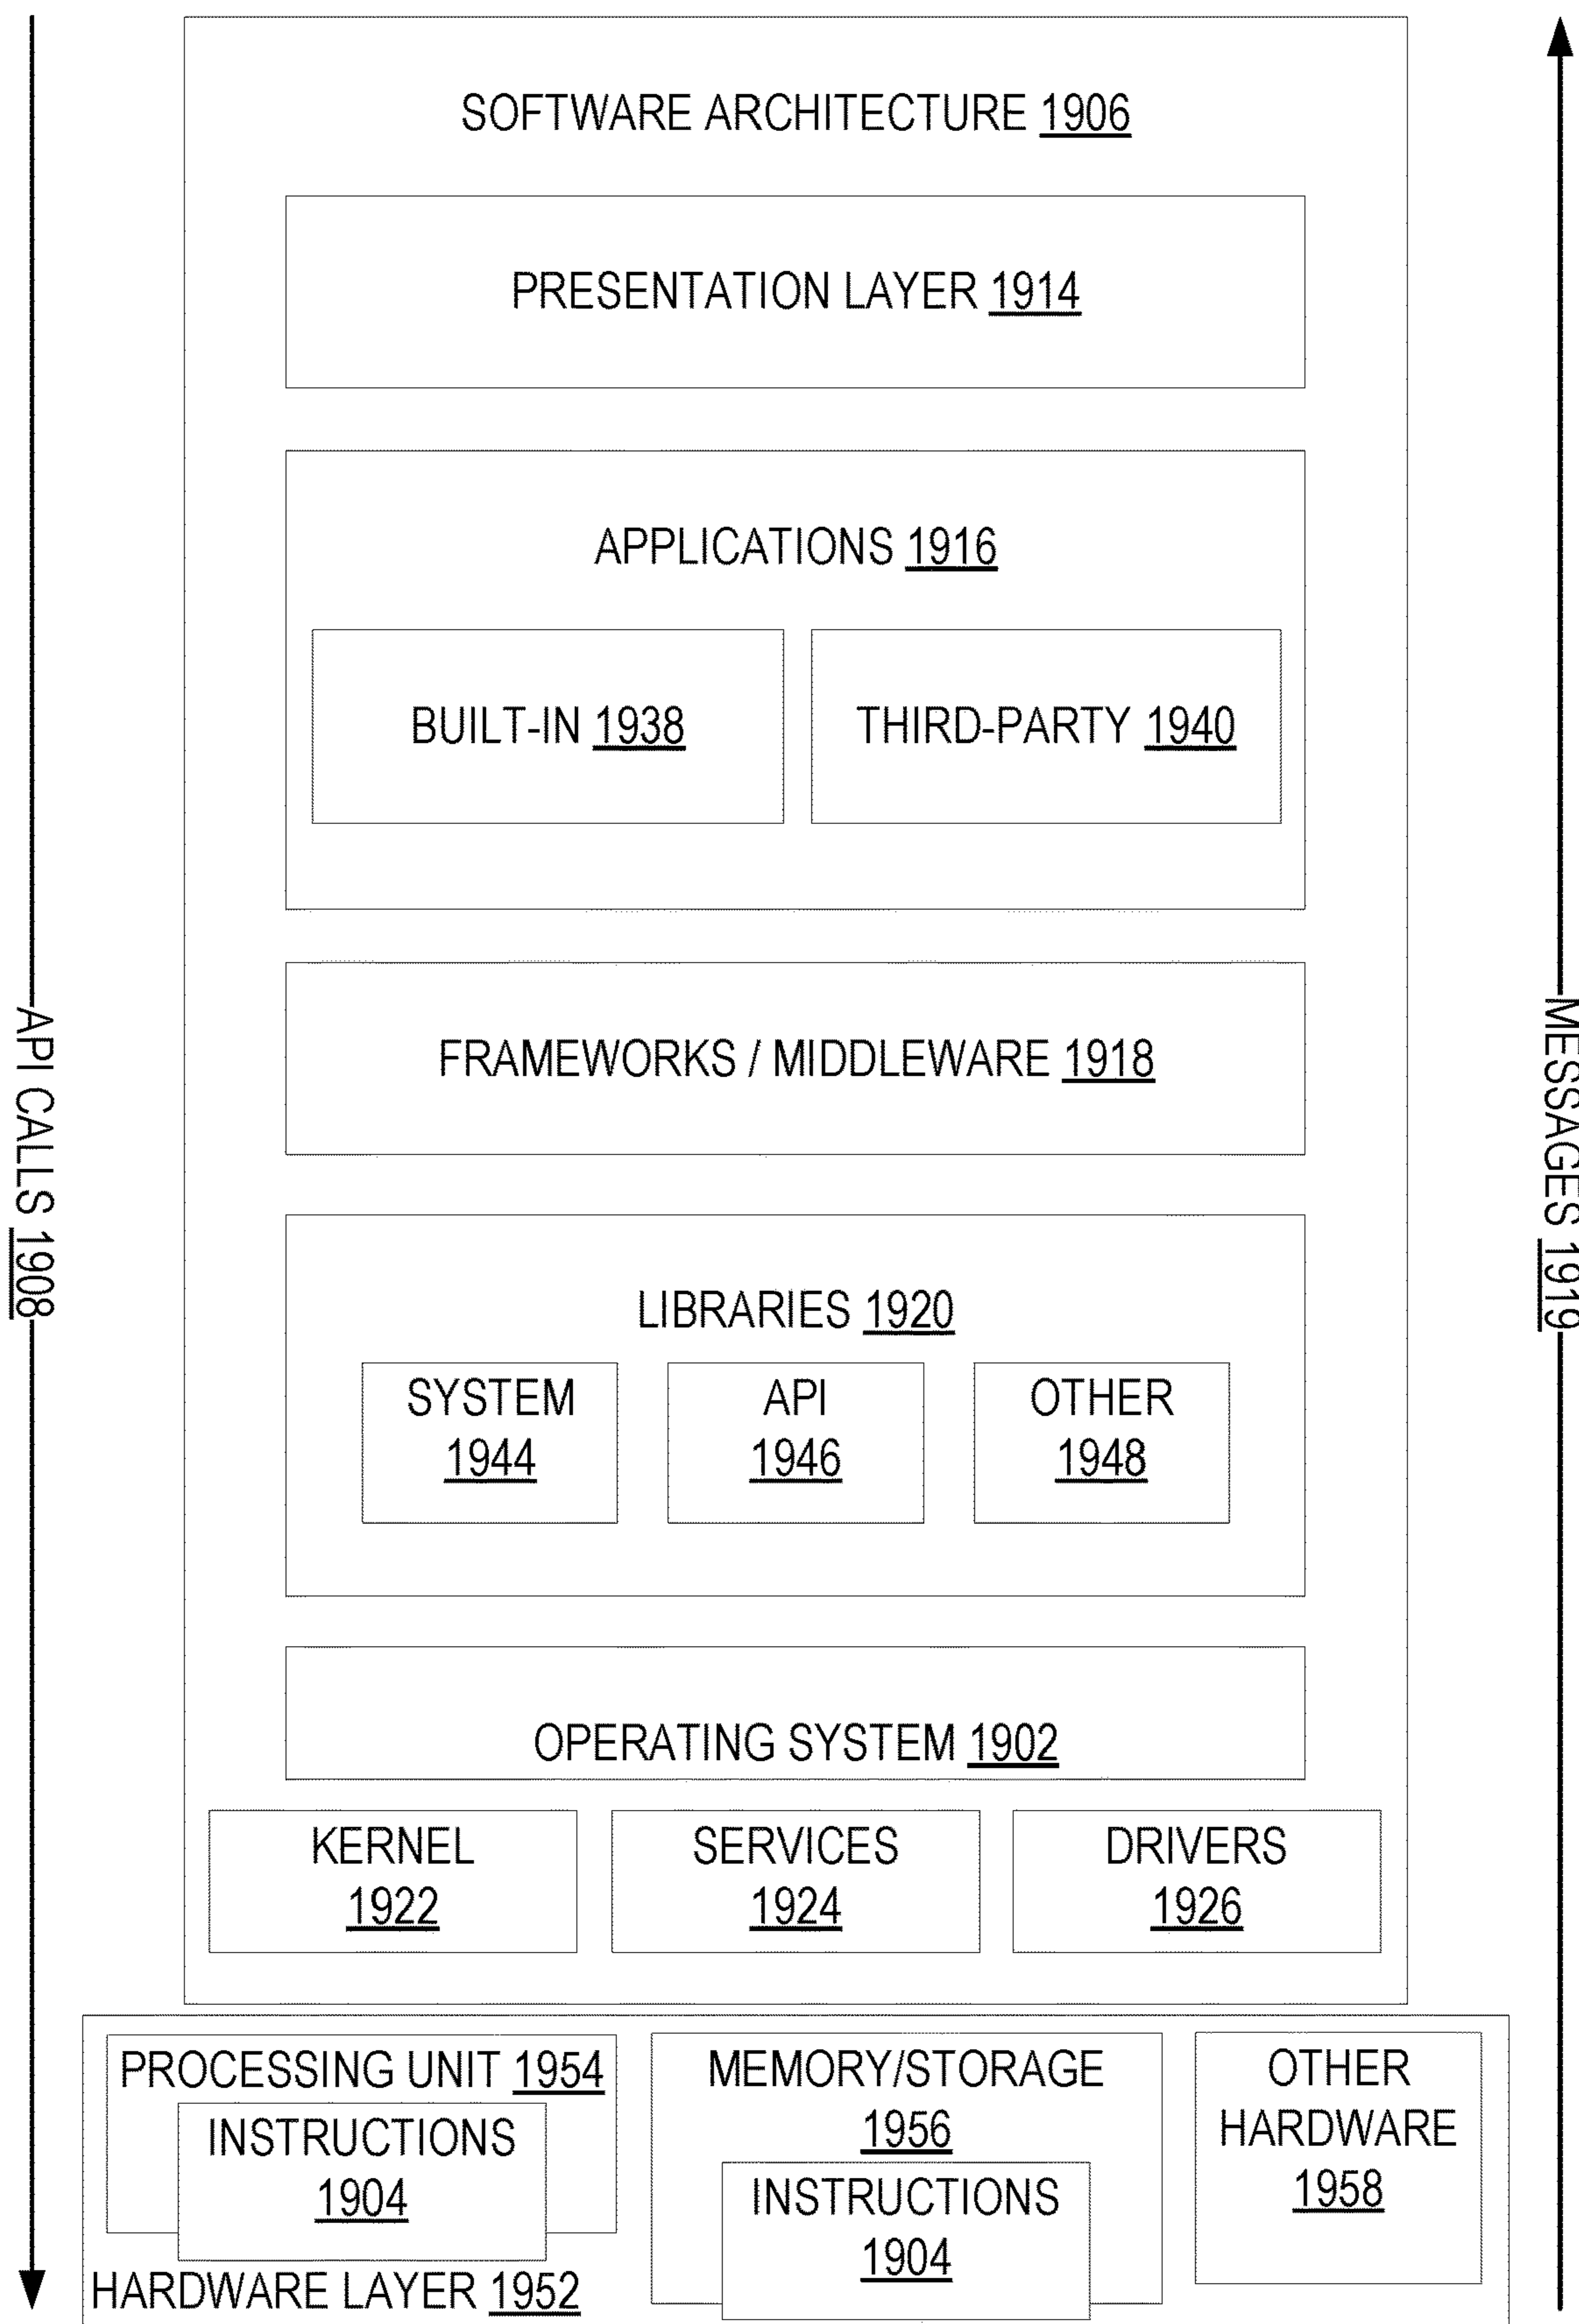 SOFTWARE ARCHITECTURE 1906
PRESENTATION LAYER 1914
APPLICATIONS 1916
BUILT-IN 1938
THIRD-PARTY 1940
FRAMEWORKS / MIDDLEWARE 1918
API CALLS 1908
MESSAGES 1919
LIBRARIES 1920
SYSTEM
1944
API
1946
OTHER
1948
OPERATING SYSTEM 1902
KERNEL
1922
SERVICES
1924
DRIVERS
1926
PROCESSING UNIT 1954
INSTRUCTIONS
1904
MEMORY/STORAGE
1956
INSTRUCTIONS
1904
OTHER
HARDWARE
1958
HARDWARE LAYER 1952